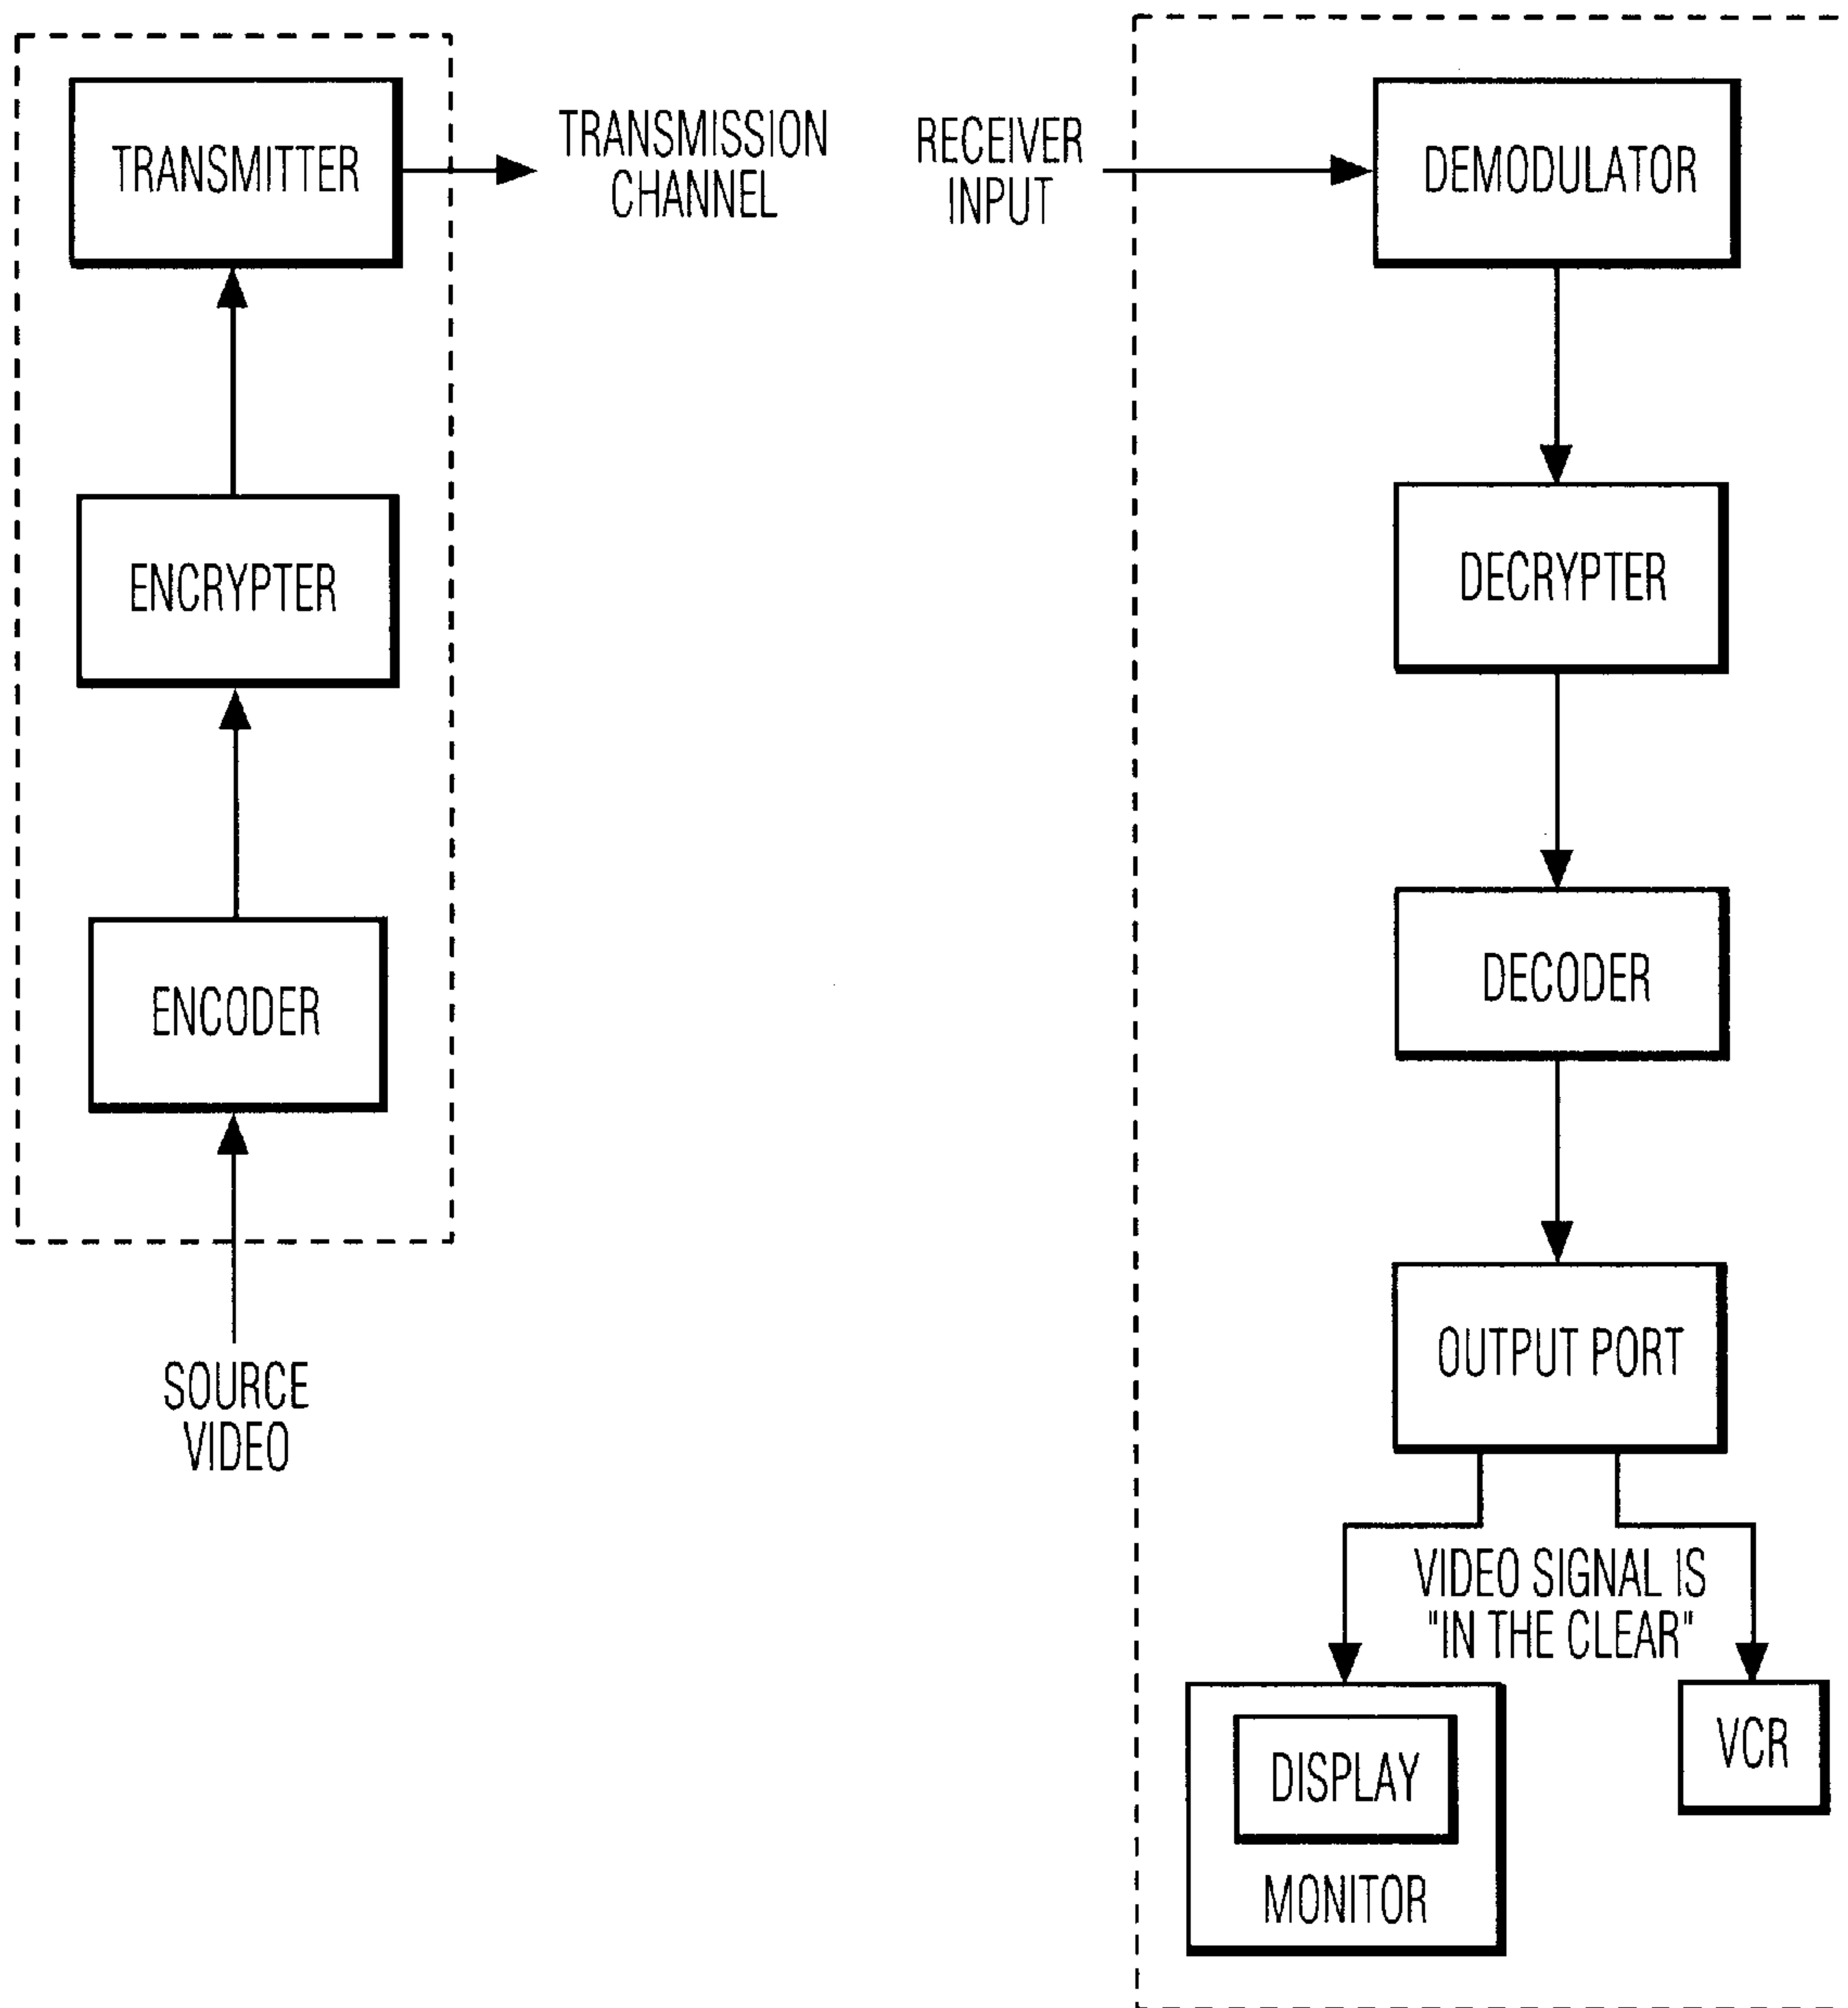 TRANSMITTER
TRANSMISSION
CHANNEL
ENCRYPTER
ENCODER
SOURCE
VIDEO
RECEIVER
INPUT
DEMODULATOR
DECRYPTER
DECODER
OUTPUT PORT
VIDEO SIGNAL IS
"IN THE CLEAR"
DISPLAY
MONITOR
VCR